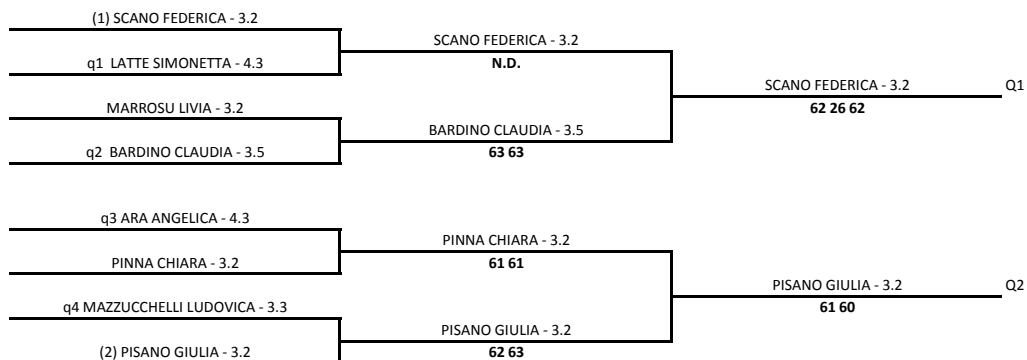 (1) SCANO FEDERICA - 3.2
SCANO FEDERICA - 3.2
q1 LATTE SIMONETTA - 4.3
N.D.
SCANO FEDERICA - 3.2
Q1
MARROSU LIVIA - 3.2
62 26 62
BARDINO CLAUDIA - 3.5
q2 BARDINO CLAUDIA - 3.5
63 63
q3 ARA ANGELICA - 4.3
PINNA CHIARA - 3.2
PINNA CHIARA - 3.2
61 61
PISANO GIULIA - 3.2
Q2
q4 MAZZUCCHELLI LUDOVICA - 3.3
61 60
PISANO GIULIA - 3.2
(2) PISANO GIULIA - 3.2
62 63